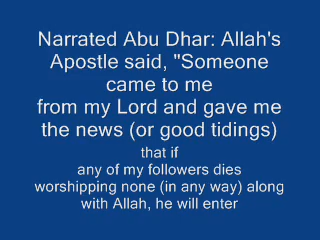 Narrated Abu Dhar: Allah's
Apostle said, "Someone
came to me
from my Lord and gave me
the news (or good tidings)
that if
any of my followers dies
worshipping none (in any way) along
with Allah, he will enter